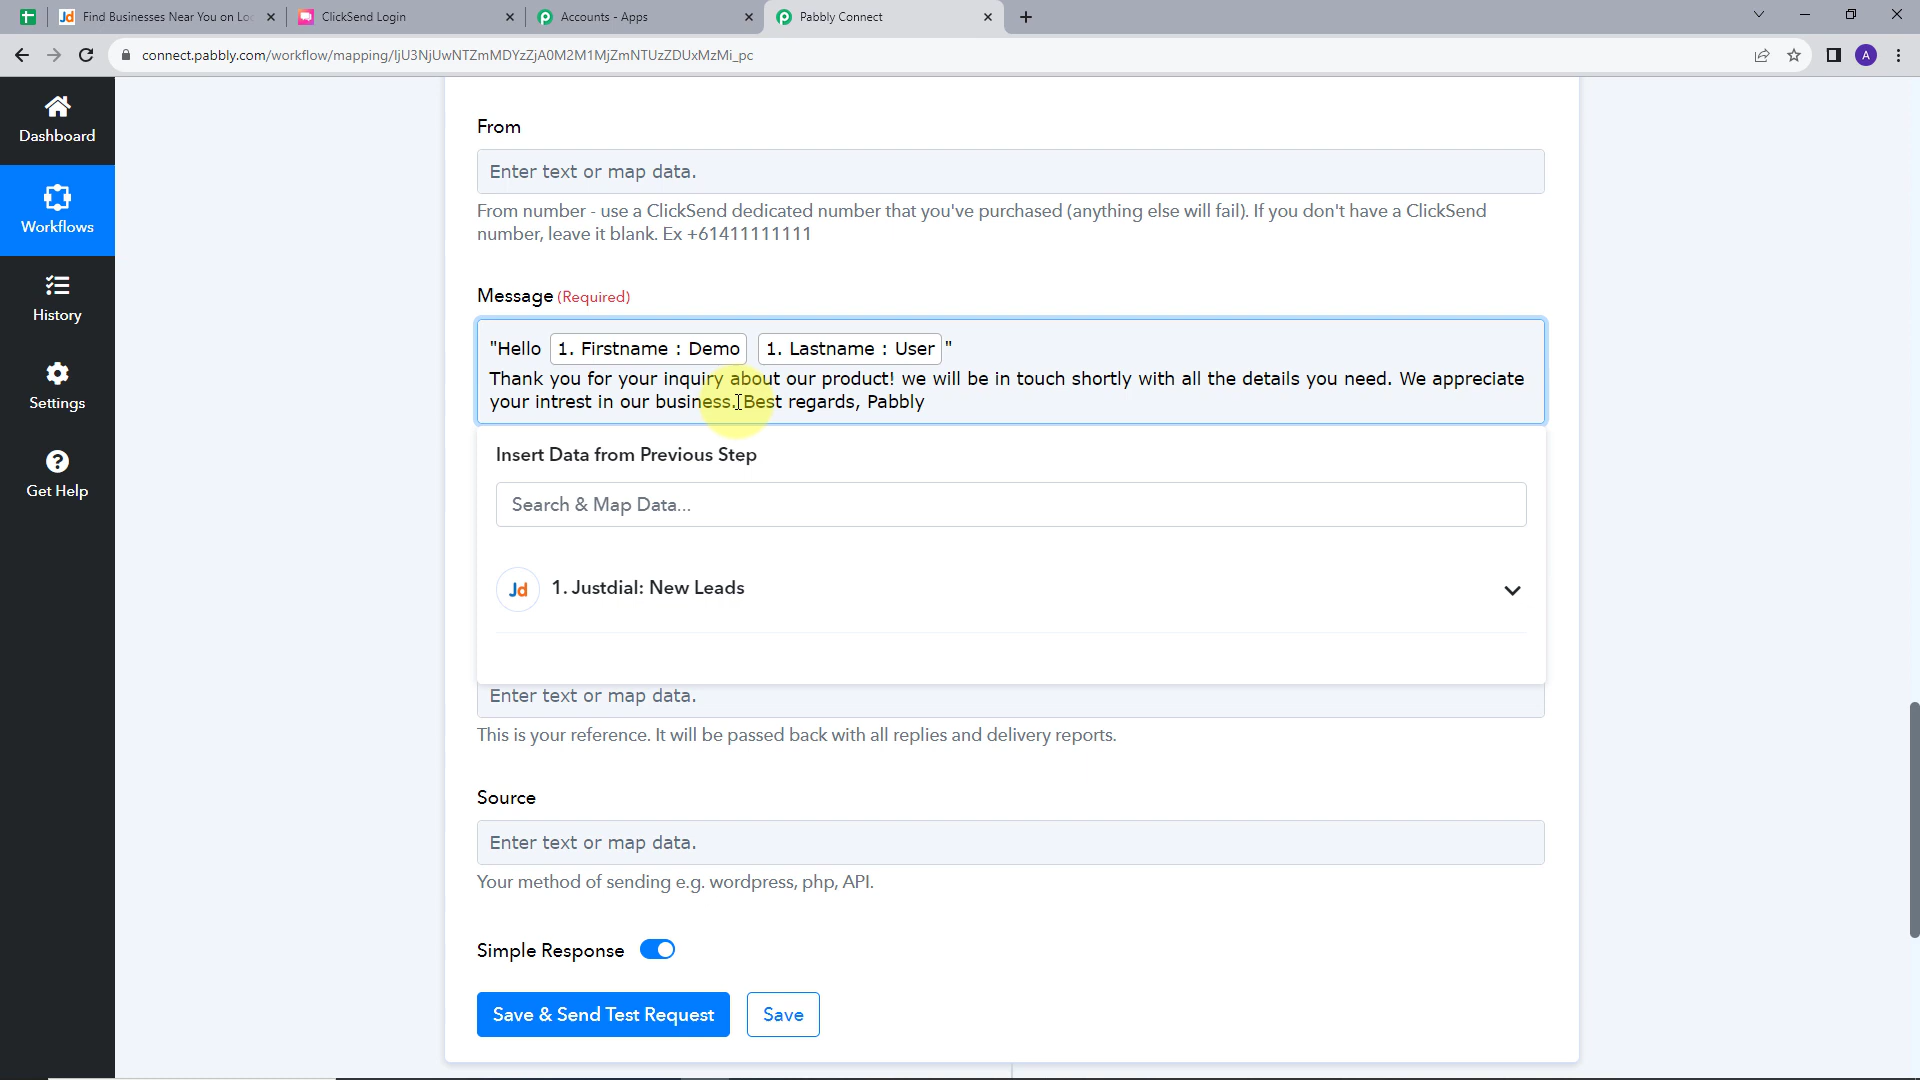 Find Businesses Near You on Lo
ClickSend Login
Accounts - Apps
Pabbly Connect
connect.pabbly.com/workflow/mapping/IjU3NjUwNTZmMDYzZjA0M2M1MjZmNTUzZDUxMzMi_pc
A
Dashboard
Workflows
History
Settings
Get Help
From
Enter text or map data.
From number - use a ClickSend dedicated number that you've purchased (anything else will fail). If you don't have a ClickSend
number, leave it blank. Ex +61411111111
Message (Required)
"Hello 1. Firstname : Demo 1. Lastname : User "
Thank you for your inquiry about our product! we will be in touch shortly with all the details you need. We appreciate
your intrest in our business. Best regards, Pabbly
Insert Data from Previous Step
Search & Map Data...
Jd 1. Justdial: New Leads
Enter text or map data.
This is your reference. It will be passed back with all replies and delivery reports.
Source
Enter text or map data.
Your method of sending e.g. wordpress, php, API.
Simple Response
Save & Send Test Request
Save